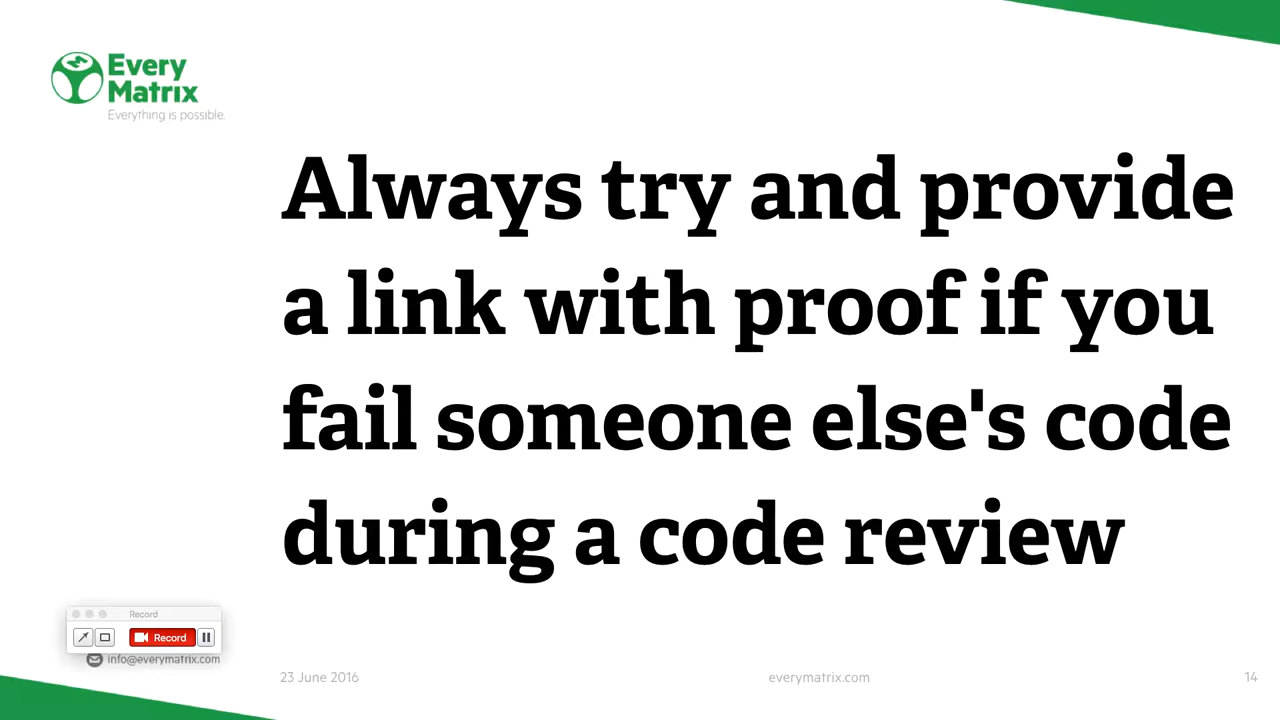 Every
Matrix
Everything is possible.
Always try and provide
a link with proof if you
fail someone else's code
during a code review
Record
Record
info@everymatrix.com
23 June 2016
everymatrix.com
14